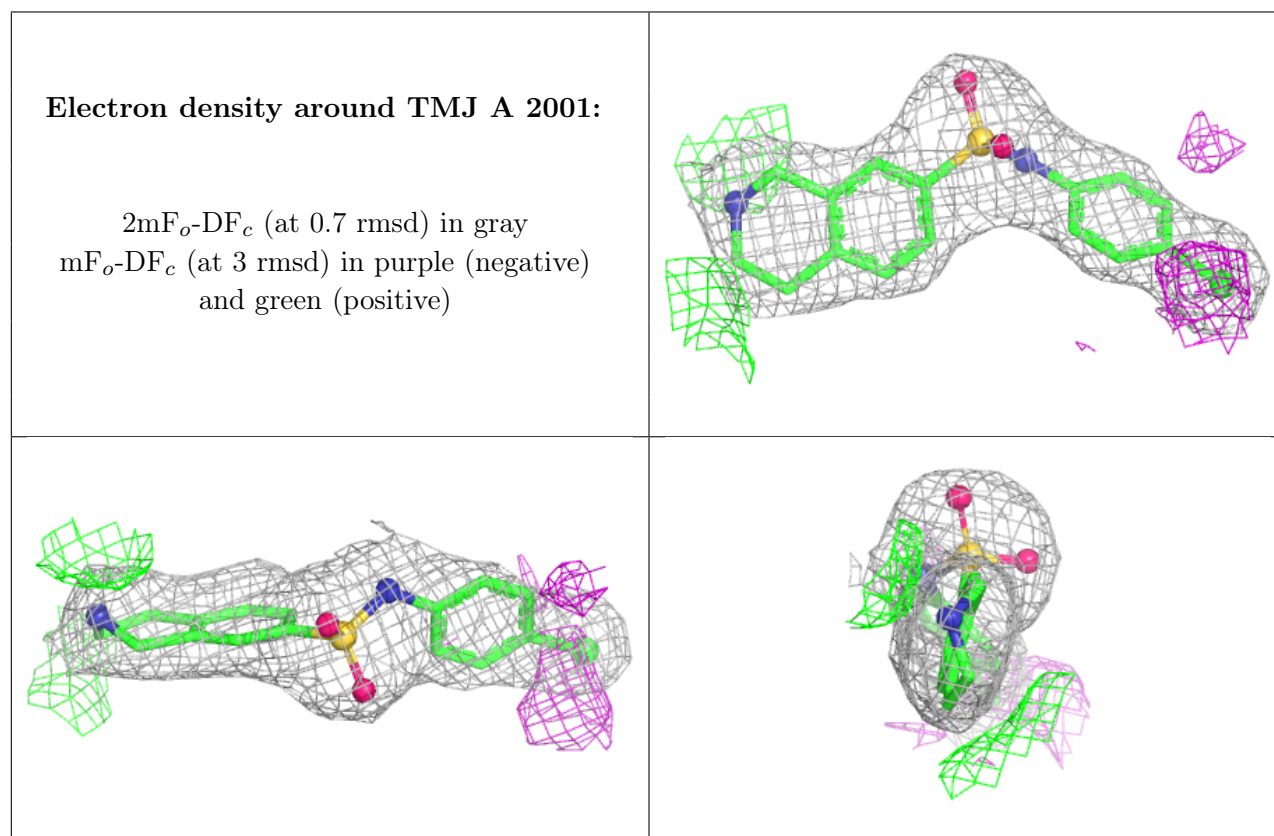 Electron density around TMJ A 2001:
2mFo-DFc (at 0.7 rmsd) in gray
mFo-DFc (at 3 rmsd) in purple (negative)
and green (positive)